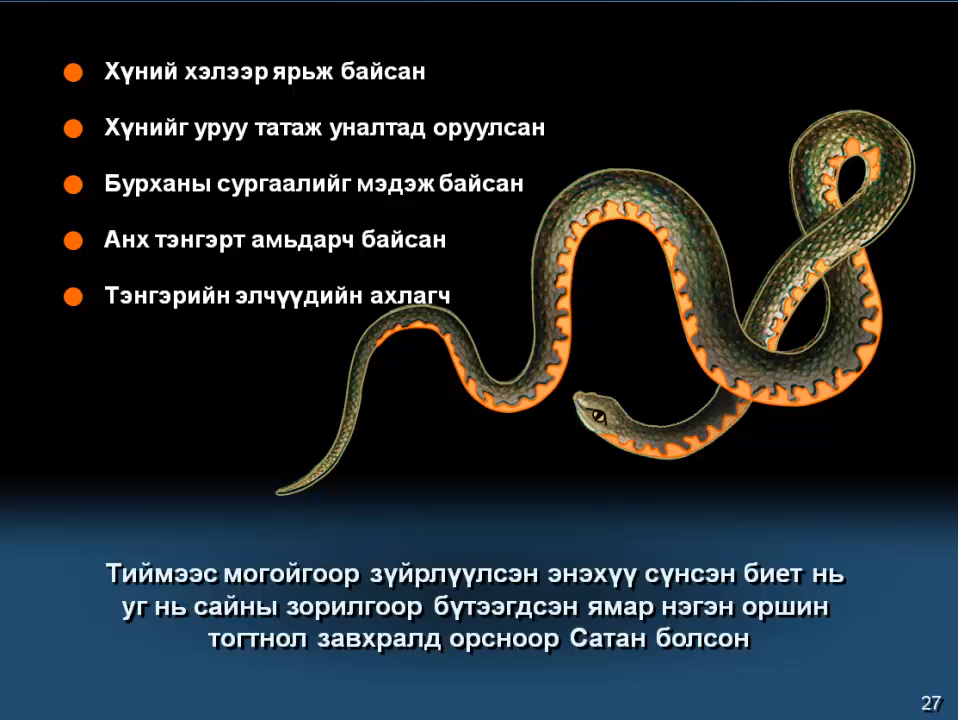 Хүний хэлээр ярьж байсан
Хүнийг уруу татаж уналтад оруулсан
Бурханы сургаалийг мэдэж байсан
Анх тэнгэрт амьдарч байсан
Тэнгэрийн элчүүдийн ахлагч
Тиймээс могойгоор зүйрлүүлсэн энэхүү сүнсэн биет нь
уг нь сайны зорилгоор бүтээгдсэн ямар нэгэн оршин
тогтнол завхралд орсноор Сатан болсон
27